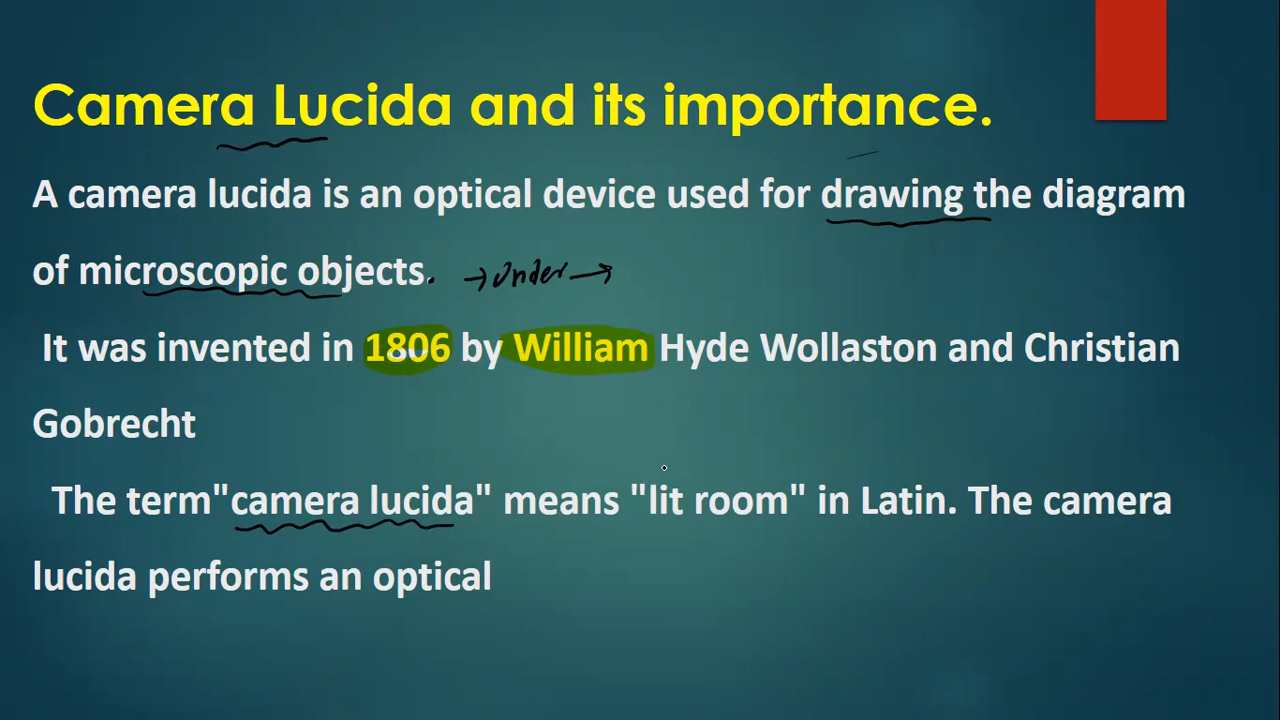 Camera Lucida and its importance.
A camera lucida is an optical device used for drawing the diagram
of microscopic objects. → Under →
It was invented in 1806 by William Hyde Wollaston and Christian
Gobrecht
The term"camera lucida" means "lit room" in Latin. The camera
lucida performs an optical